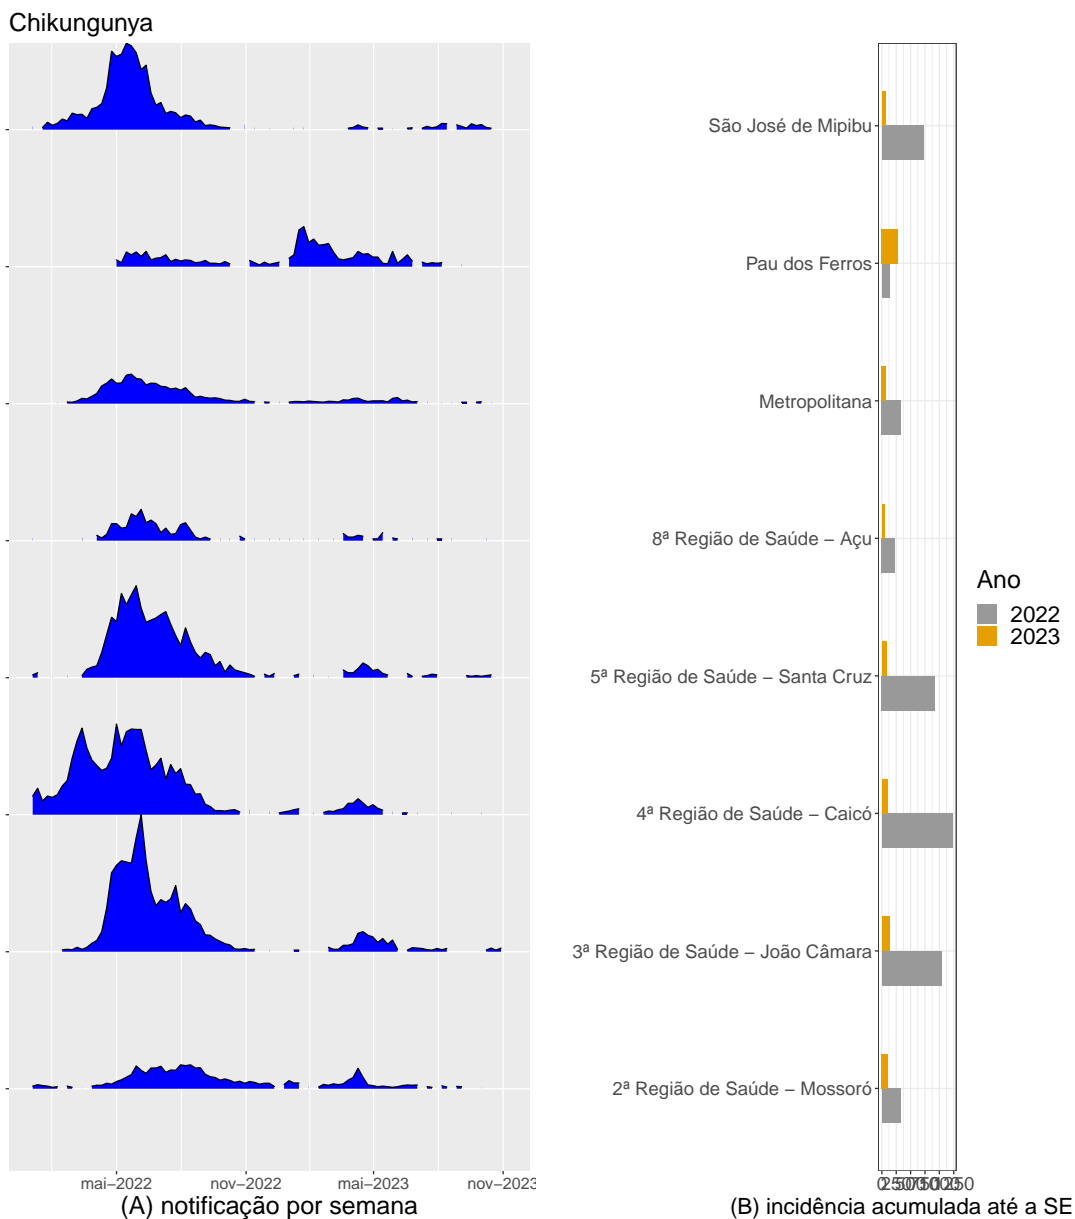 Chikungunya
São José de Mipibu
Pau dos Ferros
Metropolitana
8ª Região de Saúde – Açu
5ª Região de Saúde – Santa Cruz
4ª Região de Saúde – Caicó
3ª Região de Saúde – João Câmara
2ª Região de Saúde – Mossoró
Ano
2022
2023
mai–2022 nov–2022 mai–2023 nov–2023
(A) notificação por semana
(B) incidência acumulada até a SE